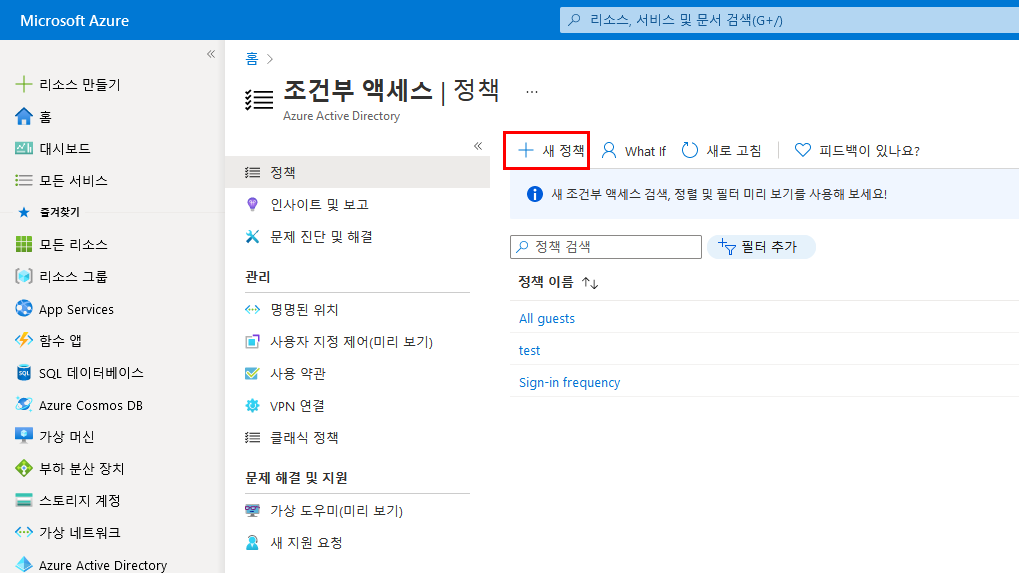 Microsoft Azure
리소스, 서비스 및 문서 검색(G+/)
«
리소스 만들기
홈
대시보드
모든 서비스
즐겨찾기
모든 리소스
리소스 그룹
App Services
함수 앱
SQL 데이터베이스
Azure Cosmos DB
가상 머신
부하 분산 장치
스토리지 계정
가상 네트워크
Azure Active Directory
홈 >
조건부 액세스 | 정책 ...
Azure Active Directory
«
정책
인사이트 및 보고
문제 진단 및 해결
관리
명명된 위치
사용자 지정 제어(미리 보기)
사용 약관
VPN 연결
클래식 정책
문제 해결 및 지원
가상 도우미(미리 보기)
새 지원 요청
새 정책 What If 새로 고침 피드백이 있나요?
새 조건부 액세스 검색, 정렬 및 필터 미리 보기를 사용해 보세요!
정책 검색 필터 추가
정책 이름 ↑↓
All guests
test
Sign-in frequency